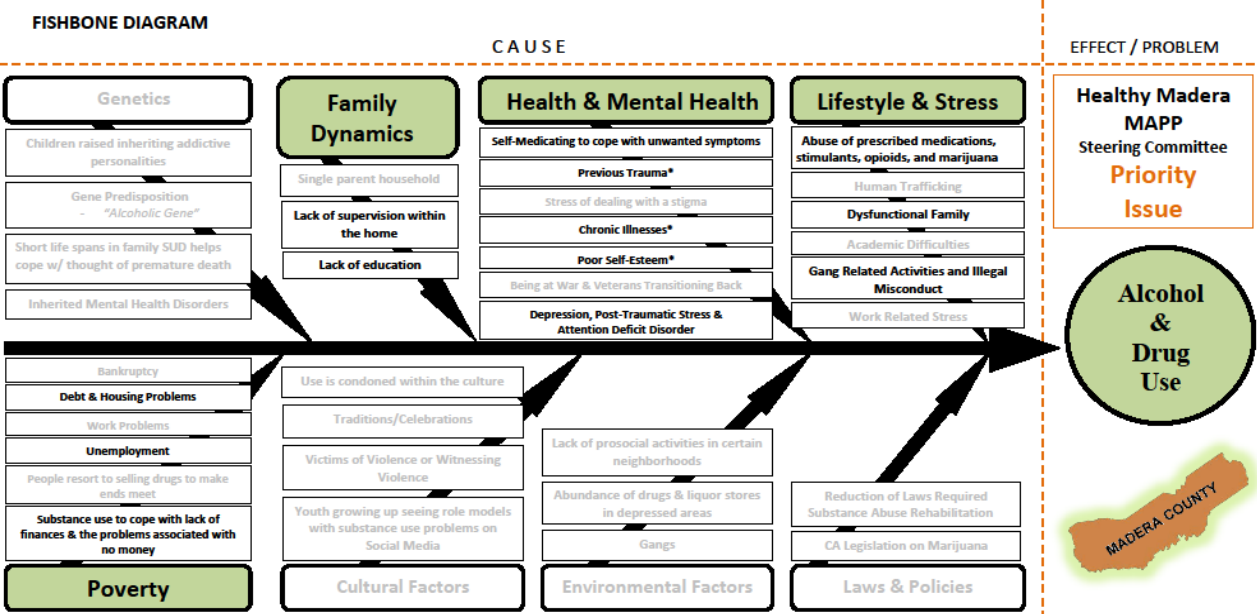 FISHBONE DIAGRAM
CAUSE
EFFECT / PROBLEM
Genetics
Children raised inheriting addictive
personalities
Gene Predisposition
- “Alcoholic Gene”
Short life spans in family SUD helps
cope w/ thought of premature death
Inherited Mental Health Disorders
Family
Dynamics
Single parent household
Lack of supervision within
the home
Lack of education
Health & Mental Health
Self-Medicating to cope with unwanted symptoms
Previous Trauma*
Stress of dealing with a stigma
Chronic Illnesses*
Poor Self-Esteem*
Being at War & Veterans Transitioning Back
Depression, Post-Traumatic Stress &
Attention Deficit Disorder
Lifestyle & Stress
Abuse of prescribed medications,
stimulants, opioids, and marijuana
Human Trafficking
Dysfunctional Family
Academic Difficulties
Gang Related Activities and Illegal
Misconduct
Work Related Stress
Healthy Madera
MAPP
Steering Committee
Priority
Issue
Alcohol
&
Drug
Use
Bankruptcy
Debt & Housing Problems
Work Problems
Unemployment
People resort to selling drugs to make
ends meet
Substance use to cope with lack of
finances & the problems associated with
no money
Poverty
Use is condoned within the culture
Traditions/Celebrations
Victims of Violence or Witnessing
Violence
Youth growing up seeing role models
with substance use problems on
Social Media
Cultural Factors
Lack of prosocial activities in certain
neighborhoods
Abundance of drugs & liquor stores
in depressed areas
Gangs
Environmental Factors
Reduction of Laws Required
Substance Abuse Rehabilitation
CA Legislation on Marijuana
Laws & Policies
MADERA COUNTY